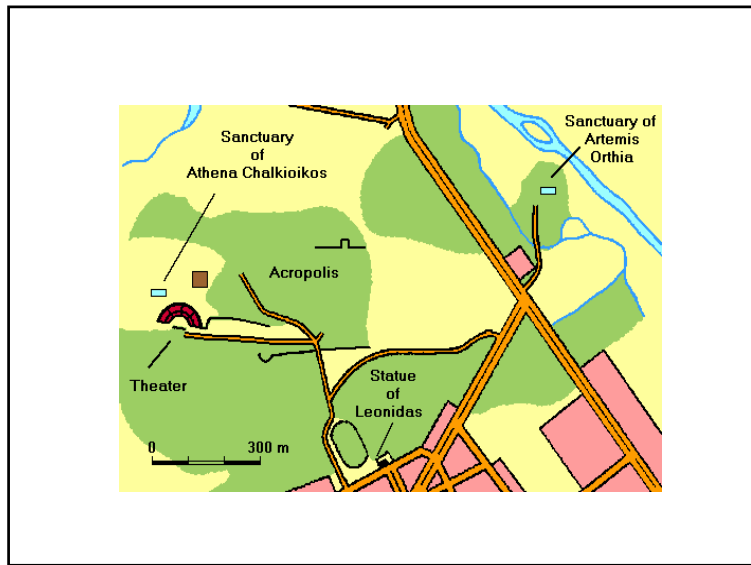 Sanctuary
of
Athena Chalkioikos
Sanctuary of
Artemis
Orthia
Acropolis
Theater
Statue
of
Leonidas
0 300 m